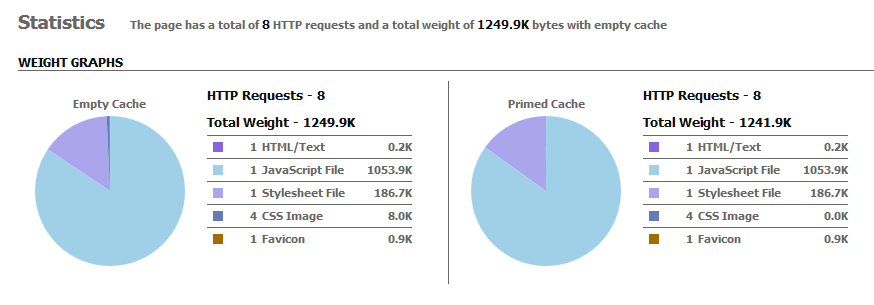 Statistics The page has a total of 8 HTTP requests and a total weight of 1249.9K bytes with empty cache
WEIGHT GRAPHS
Empty Cache
HTTP Requests - 8
Total Weight - 1249.9K
1 HTML/Text 0.2K
1 JavaScript File 1053.9K
1 Stylesheet File 186.7K
4 CSS Image 8.0K
1 Favicon 0.9K
Primed Cache
HTTP Requests - 8
Total Weight - 1241.9K
1 HTML/Text 0.2K
1 JavaScript File 1053.9K
1 Stylesheet File 186.7K
4 CSS Image 0.0K
1 Favicon 0.9K